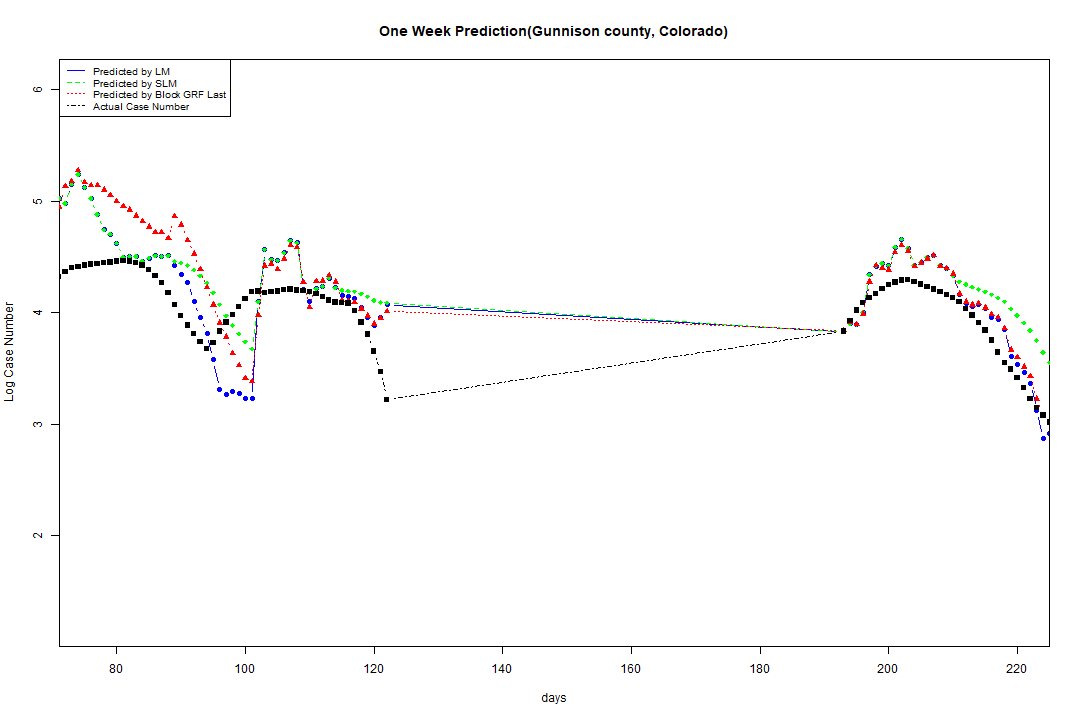 One Week Prediction(Gunnison county, Colorado)
Predicted by LM
Predicted by SLM
Predicted by Block GRF Last
Actual Case Number
6
5
4
3
2
Log Case Number
80 100 120 140 160 180 200 220
days